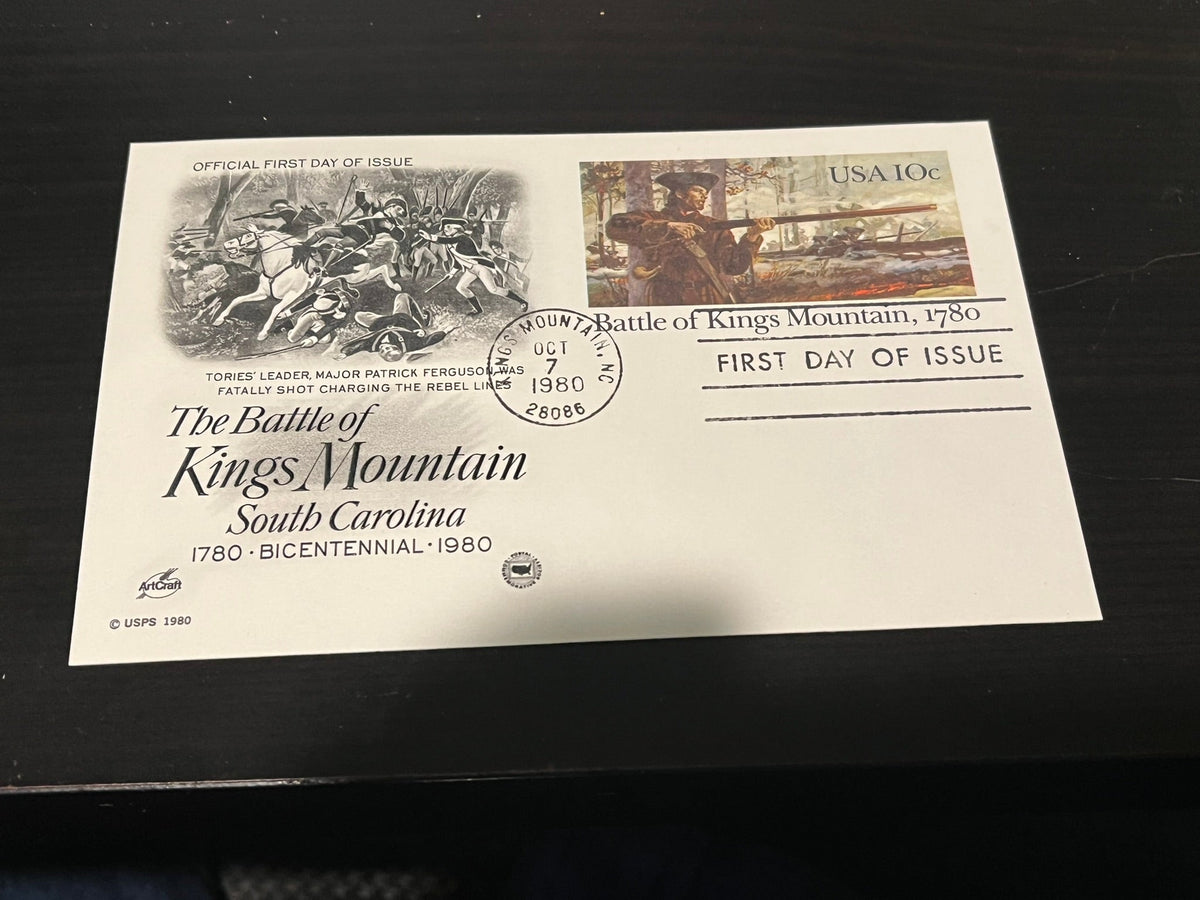 OFFICIAL FIRST DAY OF ISSUE
TORIES' LEADER, MAJOR PATRICK FERGUSON, WAS
FATALLY SHOT CHARGING THE REBEL LINES
The Battle of
Kings Mountain
South Carolina
1780 · BICENTENNIAL · 1980
ArtCraft
© USPS 1980
USA 10c
Battle of Kings Mountain, 1780
KINGS MOUNTAIN, NC
OCT
7
1980
28086
FIRST DAY OF ISSUE